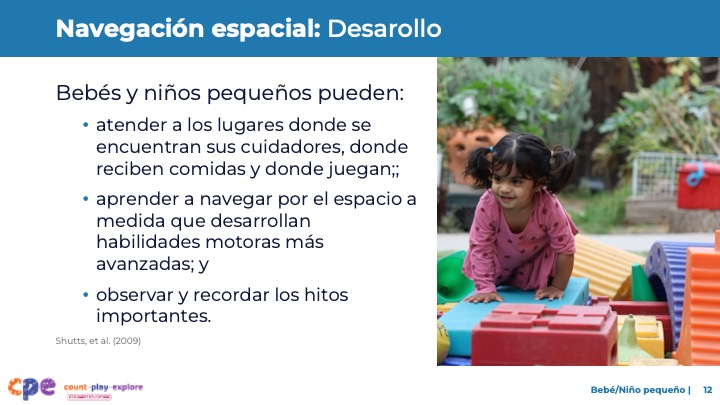 Navegación espacial: Desarollo
Bebés y niños pequeños pueden:
• atender a los lugares donde se
encuentran sus cuidadores, donde
reciben comidas y donde juegan;;
• aprender a navegar por el espacio a
medida que desarrollan
habilidades motoras más
avanzadas; y
• observar y recordar los hitos
importantes.
Shutts, et al. (2009)
cpe count-play-explore
Bebé/Niño pequeño | 12